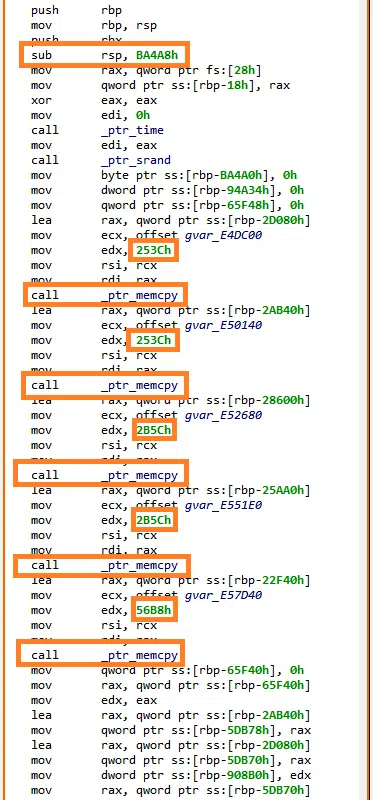 push rbp
mov rbp, rsp
push rbx
sub rsp, BA4A8h
mov rax, qword ptr fs:[28h]
mov qword ptr ss:[rbp-18h], rax
xor eax, eax
mov edi, 0h
call _ptr_time
mov edi, eax
call _ptr_srand
mov byte ptr ss:[rbp-BA4A0h], 0h
mov dword ptr ss:[rbp-94A34h], 0h
mov qword ptr ss:[rbp-65F48h], 0h
lea rax, qword ptr ss:[rbp-2D080h]
mov ecx, offset gvar_E4DC00
mov edx, 253Ch
mov rsi, rcx
mov rdi, rax
call _ptr_memcpy
lea rax, qword ptr ss:[rbp-2AB40h]
mov ecx, offset gvar_E50140
mov edx, 253Ch
mov rsi, rcx
mov rdi, rax
call _ptr_memcpy
lea rax, qword ptr ss:[rbp-28600h]
mov ecx, offset gvar_E52680
mov edx, 2B5Ch
mov rsi, rcx
mov rdi, rax
call _ptr_memcpy
lea rax, qword ptr ss:[rbp-25AA0h]
mov ecx, offset gvar_E551E0
mov edx, 2B5Ch
mov rsi, rcx
mov rdi, rax
call _ptr_memcpy
lea rax, qword ptr ss:[rbp-22F40h]
mov ecx, offset gvar_E57D40
mov edx, 56B8h
mov rsi, rcx
mov rdi, rax
call _ptr_memcpy
mov qword ptr ss:[rbp-65F40h], 0h
mov rax, qword ptr ss:[rbp-65F40h]
mov edx, eax
lea rax, qword ptr ss:[rbp-2AB40h]
mov qword ptr ss:[rbp-5DB78h], rax
lea rax, qword ptr ss:[rbp-2D080h]
mov qword ptr ss:[rbp-5DB70h], rax
mov dword ptr ss:[rbp-908B0h], edx
mov rax, qword ptr ss:[rbp-5DB70h]